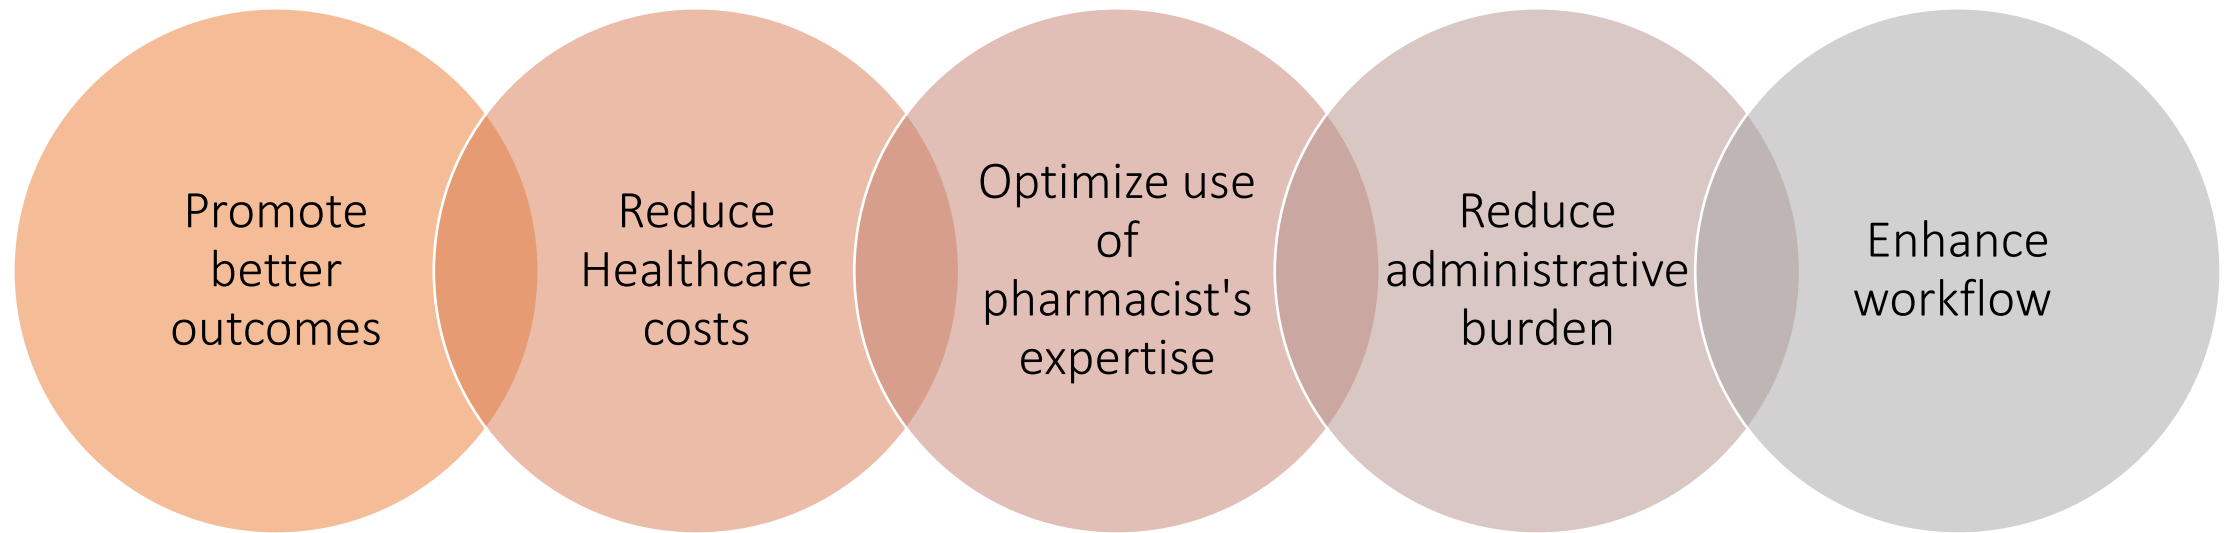 Promote
better
outcomes
Reduce
Healthcare
costs
Optimize use
of
pharmacist's
expertise
Reduce
administrative
burden
Enhance
workflow